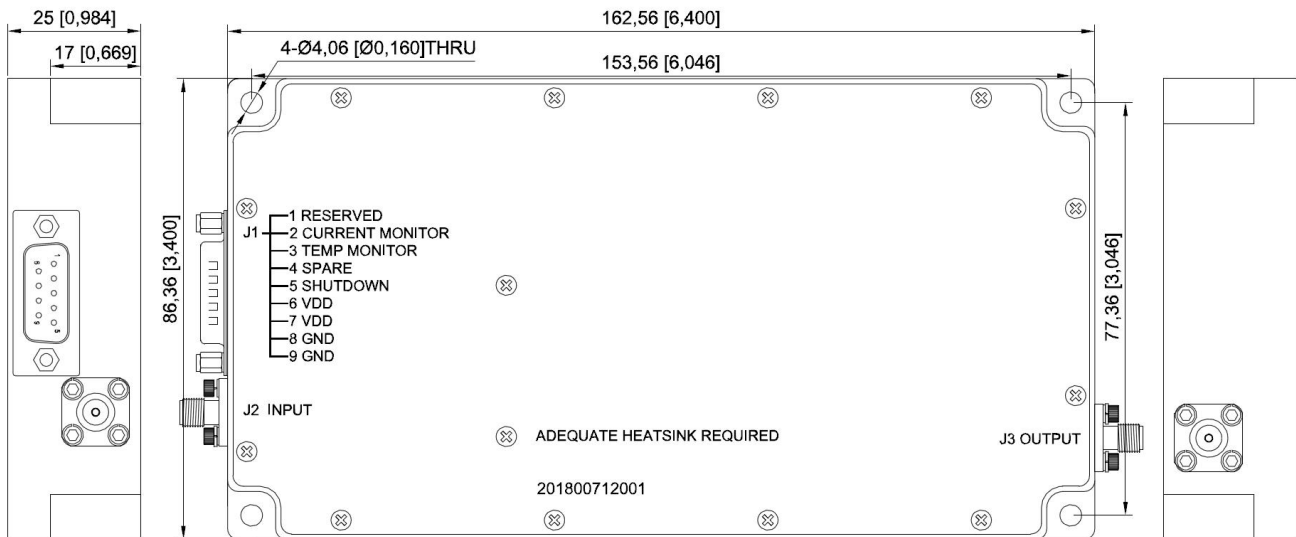 25 [0,984]
162,56 [6,400]
17 [0,669]
4-Ø4,06 [Ø0,160]THRU
153,56 [6,046]
86,36 [3,400]
J1
1 RESERVED
2 CURRENT MONITOR
3 TEMP MONITOR
4 SPARE
5 SHUTDOWN
6 VDD
7 VDD
8 GND
9 GND
77,36 [3,046]
J2 INPUT
ADEQUATE HEATSINK REQUIRED
J3 OUTPUT
201800712001